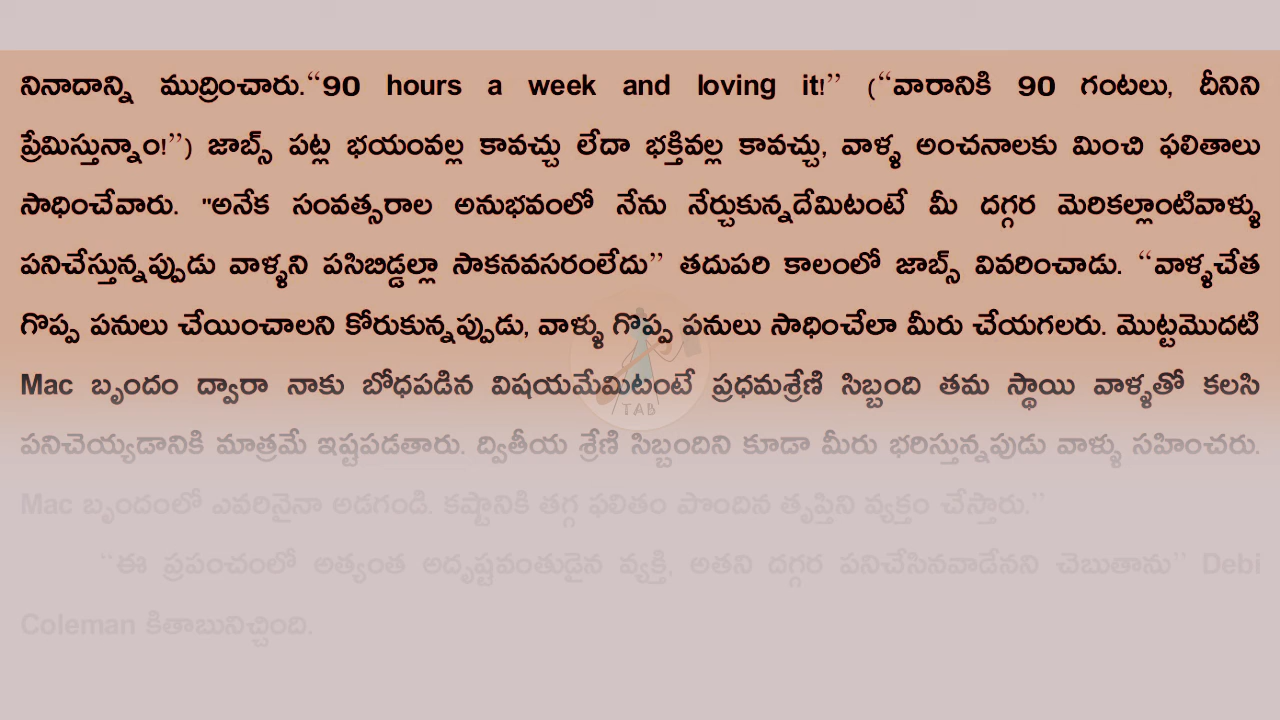 నినాదాన్ని ముద్రించారు.“90 hours a week and loving it!” (“వారానికి 90 గంటలు, దీనిని
ప్రేమిస్తున్నాం!”) జాబ్స్ పట్ల భయంవల్ల కావచ్చు లేదా భక్తివల్ల కావచ్చు, వాళ్ళ అంచనాలకు మించి ఫలితాలు
సాధించేవారు. "అనేక సంవత్సరాల అనుభవంలో నేను నేర్చుకున్నదేమిటంటే మీ దగ్గర మెరికల్లాంటివాళ్ళు
పనిచేస్తున్నప్పుడు వాళ్ళని పసిబిడ్డల్లా సాకనవసరంలేదు” తదుపరి కాలంలో జాబ్స్ వివరించాడు. “వాళ్ళచేత
గొప్ప పనులు చేయించాలని కోరుకున్నప్పుడు, వాళ్ళు గొప్ప పనులు సాధించేలా మీరు చేయగలరు. మొట్టమొదటి
Mac బృందం ద్వారా నాకు బోధపడిన విషయమేమిటంటే ప్రధమశ్రేణి సిబ్బంది తమ స్థాయి వాళ్ళతో కలసి
పనిచెయ్యడానికి మాత్రమే ఇష్టపడతారు. ద్వితీయ శ్రేణి సిబ్బందిని కూడా మీరు భరిస్తున్నపుడు వాళ్ళు సహించరు.
Mac బృందంలో ఎవరినైనా అడగండి. కష్టానికి తగ్గ ఫలితం పొందిన తృప్తిని వ్యక్తం చేస్తారు.”
“ఈ ప్రపంచంలో అత్యంత అదృష్టవంతుడైన వ్యక్తి, అతని దగ్గర పనిచేసినవాడేనని చెబుతాను” Debi
Coleman కితాబునిచ్చింది.
TAB